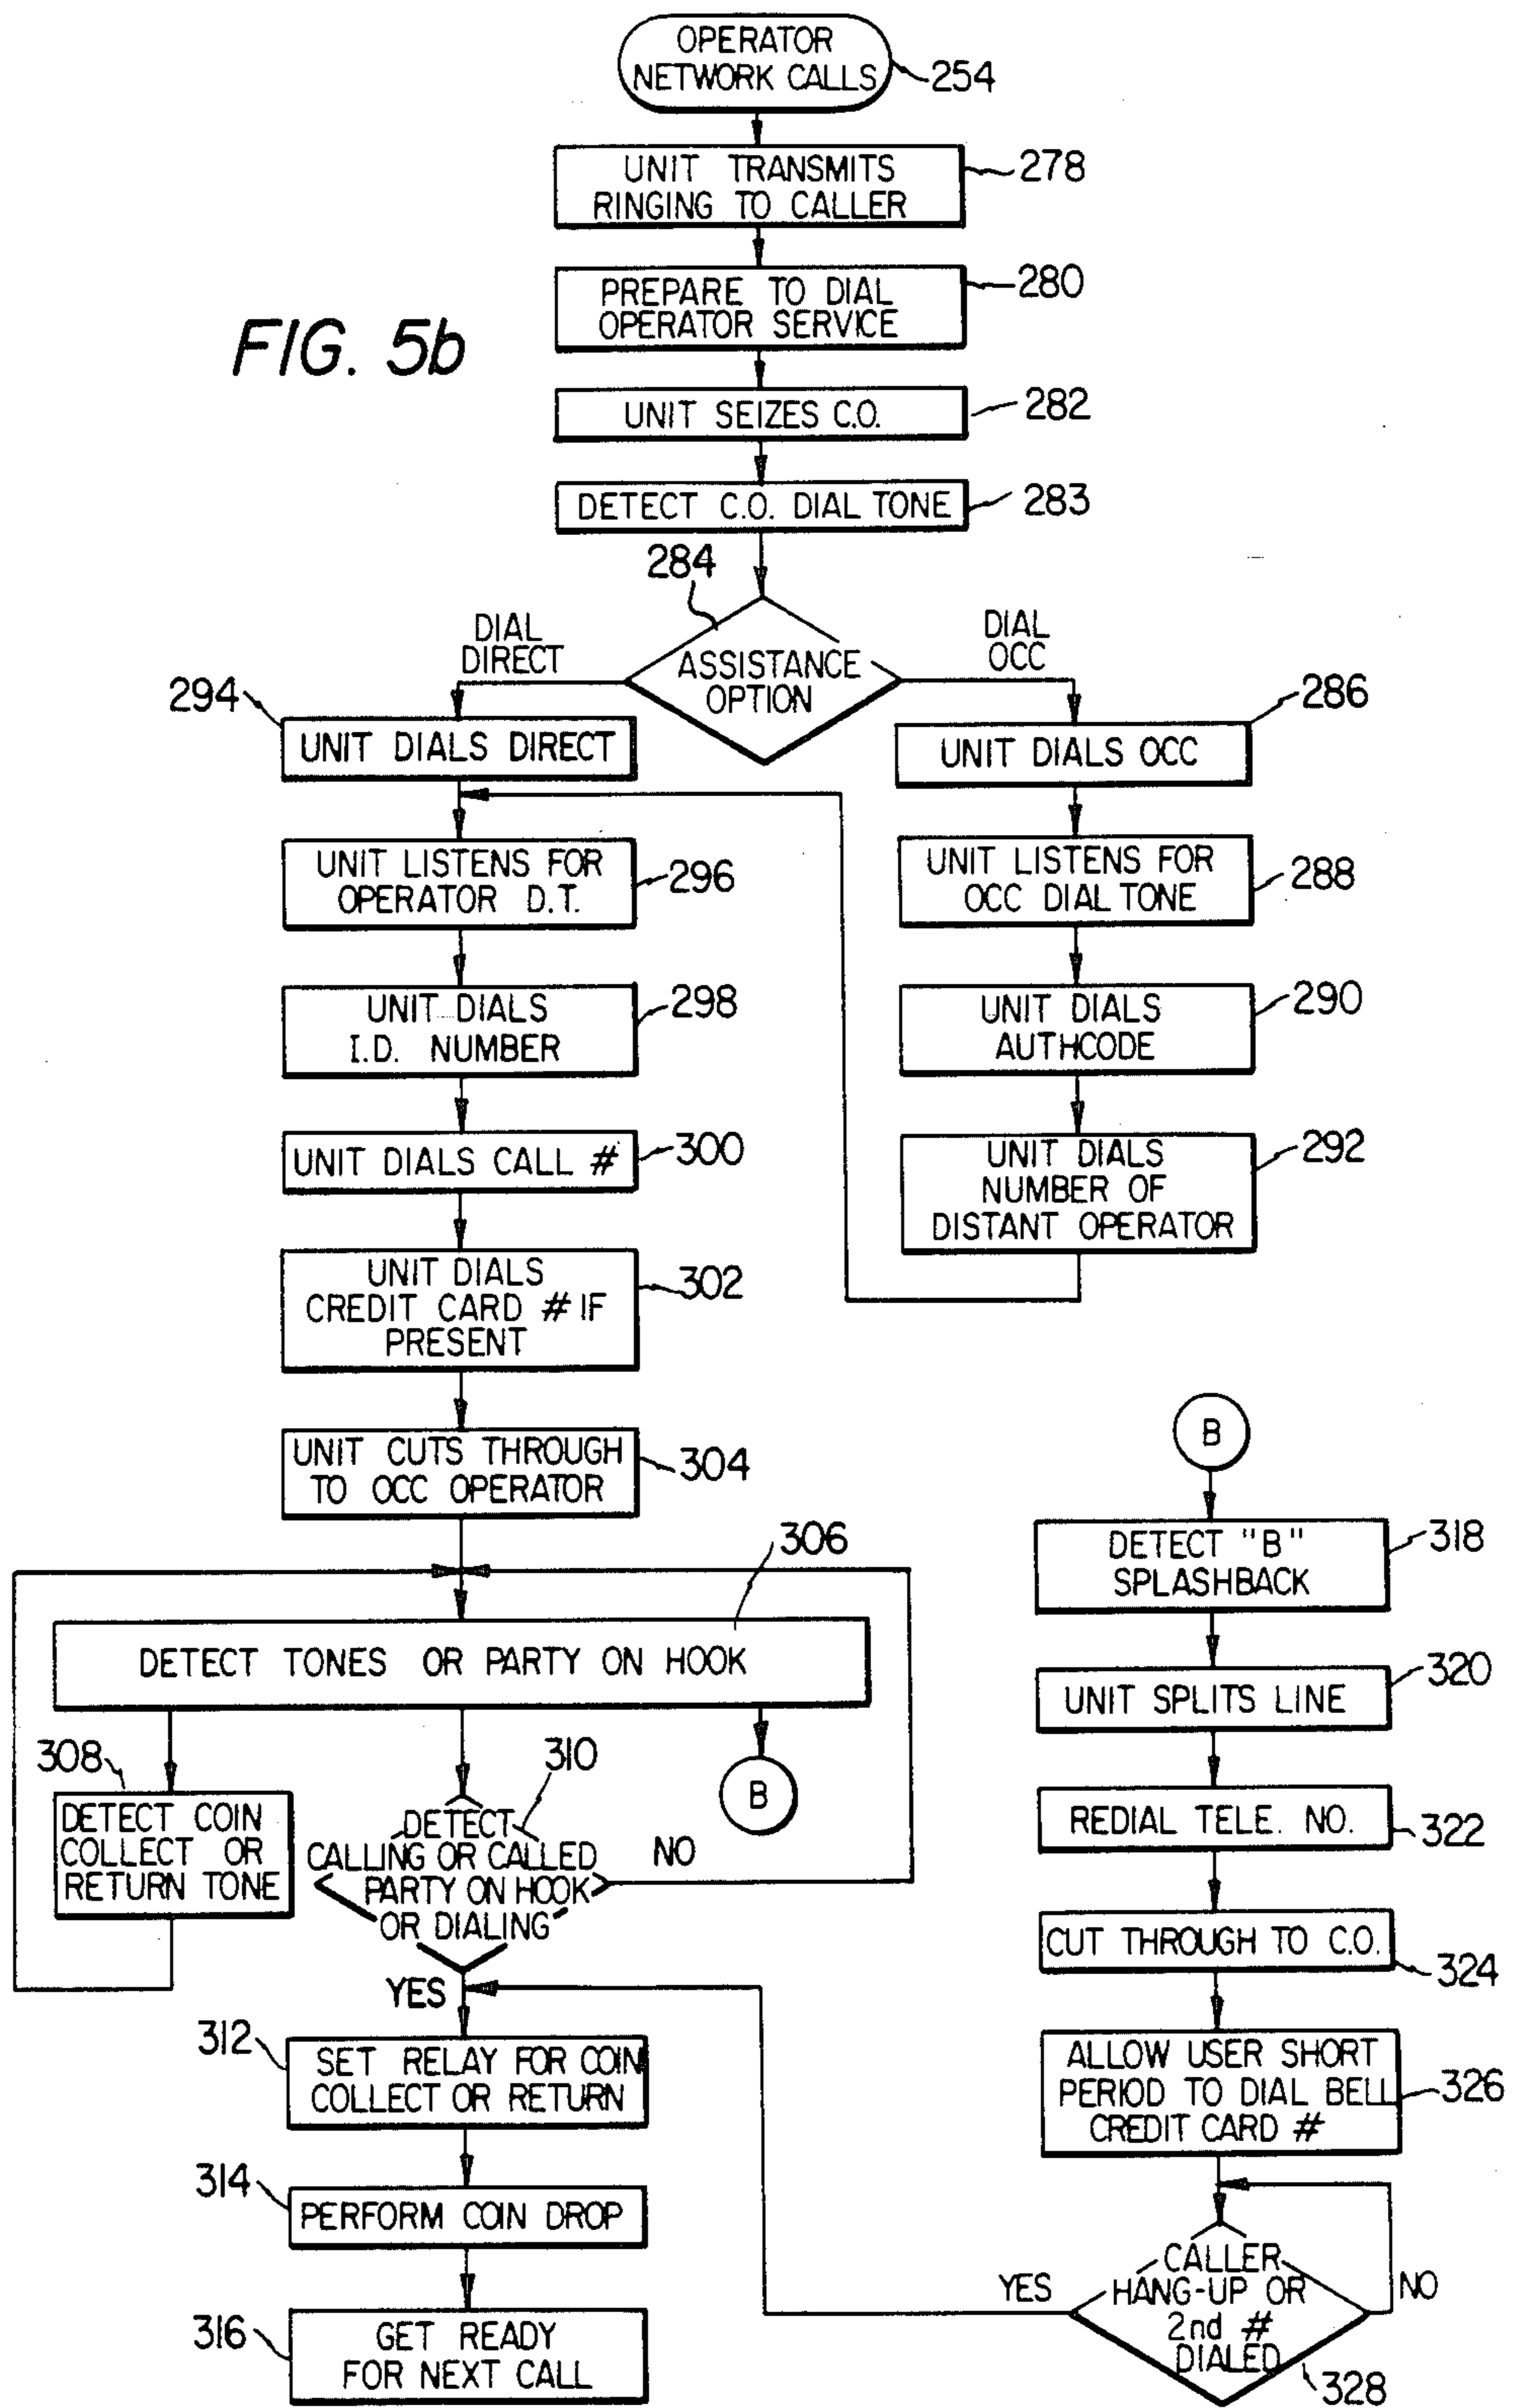 OPERATOR
NETWORK CALLS
254
UNIT TRANSMITS
RINGING TO CALLER
278
PREPARE TO DIAL
OPERATOR SERVICE
280
FIG. 5b
UNIT SEIZES C.O.
282
DETECT C.O. DIAL TONE
283
284
ASSISTANCE
OPTION
DIAL
DIRECT
DIAL
OCC
294
UNIT DIALS DIRECT
286
UNIT DIALS OCC
UNIT LISTENS FOR
OPERATOR D.T.
296
UNIT LISTENS FOR
OCC DIAL TONE
288
UNIT DIALS
I.D. NUMBER
298
UNIT DIALS
AUTHCODE
290
UNIT DIALS CALL #
300
UNIT DIALS
NUMBER OF
DISTANT OPERATOR
292
UNIT DIALS
CREDIT CARD # IF
PRESENT
302
UNIT CUTS THROUGH
TO OCC OPERATOR
304
306
DETECT TONES OR PARTY ON HOOK
308
DETECT COIN
COLLECT OR
RETURN TONE
310
DETECT
CALLING OR CALLED
PARTY ON HOOK
OR DIALING
NO
B
YES
312
SET RELAY FOR COIN
COLLECT OR RETURN
314
PERFORM COIN DROP
316
GET READY
FOR NEXT CALL
B
DETECT "B"
SPLASHBACK
318
UNIT SPLITS LINE
320
REDIAL TELE. NO.
322
CUT THROUGH TO C.O.
324
ALLOW USER SHORT
PERIOD TO DIAL BELL
CREDIT CARD #
326
YES
CALLER
HANG-UP OR
2nd #
DIALED
NO
328